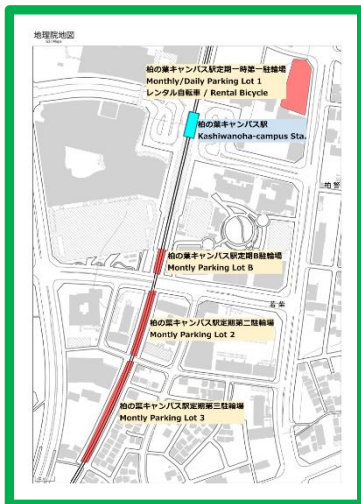 地理院地図
柏の葉キャンパス駅定期一時第一駐輪場
Monthly/Daily Parking Lot 1
レンタル自転車 / Rental Bicycle
柏の葉キャンパス駅
Kashiwanoha-campus Sta.
柏の葉キャンパス駅定期B駐輪場
Montly Parking Lot B
若葉
柏の葉キャンパス駅定期第二駐輪場
Montly Parking Lot 2
柏の葉キャンパス駅定期第三駐輪場
Montly Parking Lot 3